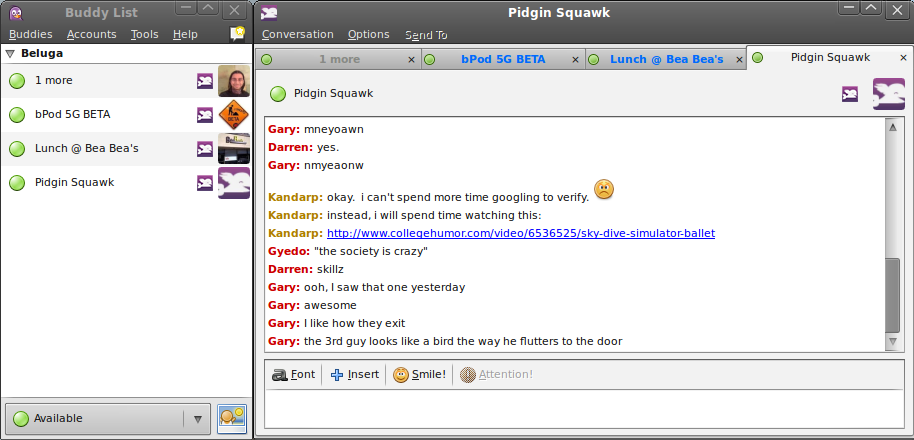 Buddy List
Buddies Accounts Tools Help
Beluga
1 more
bPod 5G BETA
BETA
Lunch @ Bea Bea's
Pidgin Squawk
Available
Pidgin Squawk
Conversation Options Send To
1 more
bPod 5G BETA
Lunch @ Bea Bea's
Pidgin Squawk
Pidgin Squawk
Gary: mneyoawn
Darren: yes.
Gary: nmyeaonw
Kandarp: okay. i can't spend more time googling to verify.
Kandarp: instead, i will spend time watching this:
Kandarp: http://www.collegehumor.com/video/6536525/sky-dive-simulator-ballet
Gyedo: "the society is crazy"
Darren: skillz
Gary: ooh, I saw that one yesterday
Gary: awesome
Gary: I like how they exit
Gary: the 3rd guy looks like a bird the way he flutters to the door
Font Insert Smile! Attention!